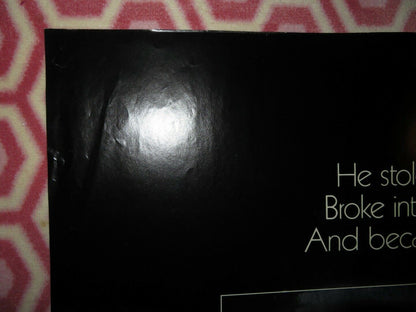 He stol
Broke int
And beca